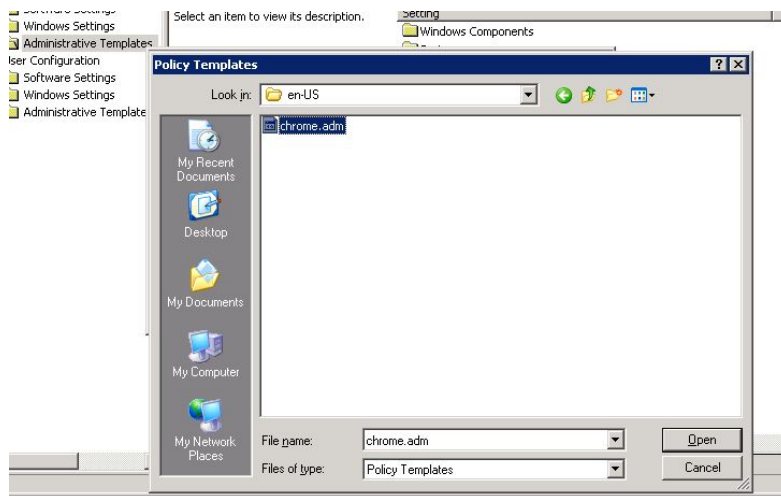 Windows Settings
Administrative Templates
User Configuration
Software Settings
Windows Settings
Administrative Template
Select an item to view its description.
Setting
Windows Components
Policy Templates
Look in:
en-US
chrome.adm
My Recent
Documents
Desktop
My Documents
My Computer
My Network
Places
File name:
chrome.adm
Open
Files of type:
Policy Templates
Cancel